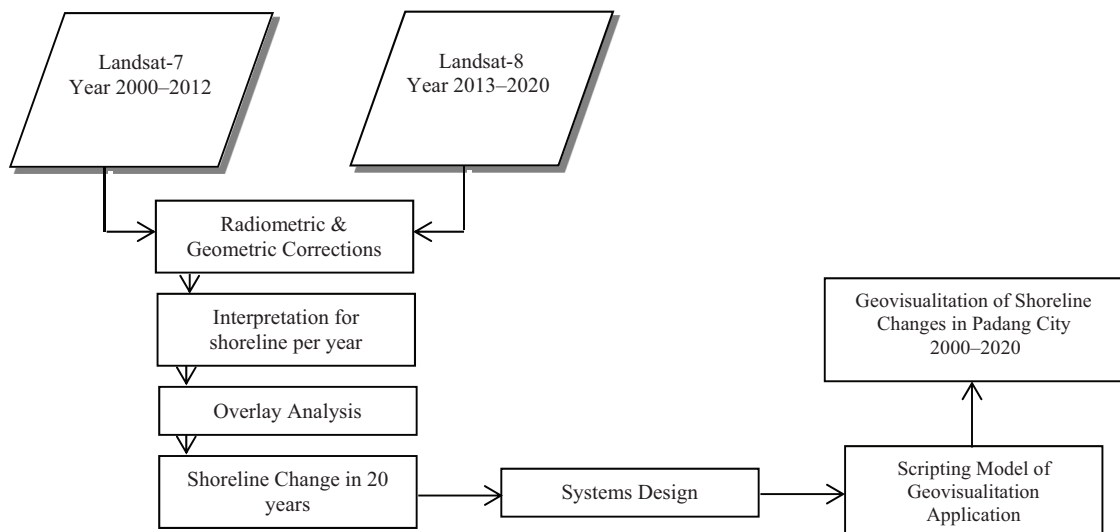 Landsat-7
Year 2000–2012
Landsat-8
Year 2013–2020
Radiometric &
Geometric Corrections
Interpretation for
shoreline per year
Overlay Analysis
Shoreline Change in 20
years
Systems Design
Scripting Model of
Geovisualitation
Application
Geovisualitation of Shoreline
Changes in Padang City
2000–2020